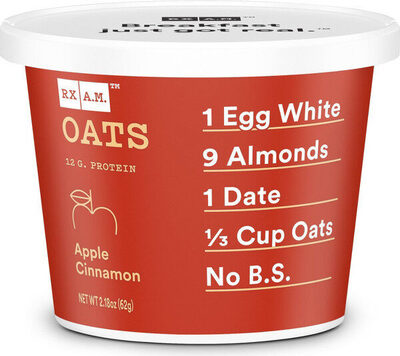 Breakfast
just got real.
RX A.M.™
OATS
12 G. PROTEIN
Apple
Cinnamon
NET WT 2.18oz (62g)
1 Egg White
9 Almonds
1 Date
⅓ Cup Oats
No B.S.